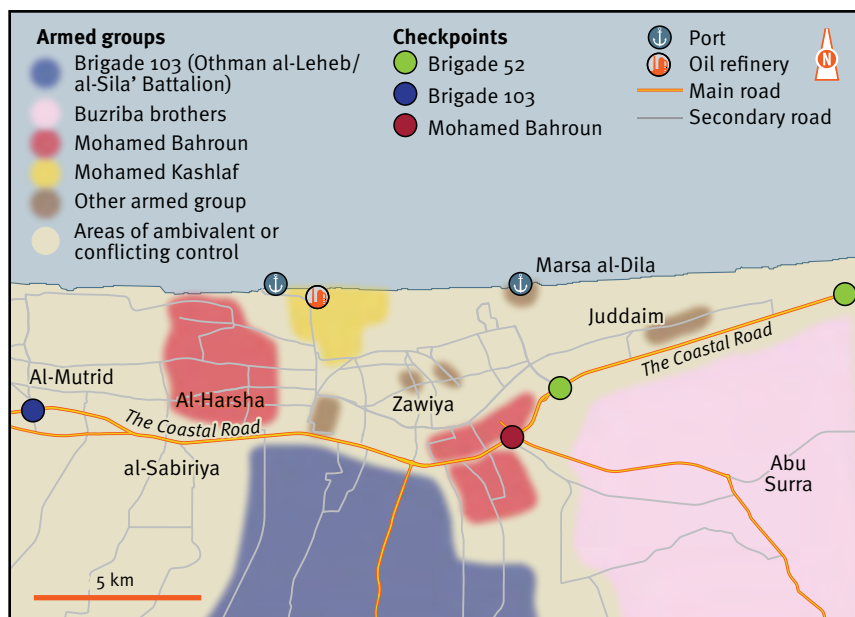 Armed groups
Brigade 103 (Othman al-Leheb/
al-Sila' Battalion)
Buzriba brothers
Mohamed Bahroun
Mohamed Kashlaf
Other armed group
Areas of ambivalent or
conflicting control
Checkpoints
Brigade 52
Brigade 103
Mohamed Bahroun
Port
Oil refinery
Main road
Secondary road
N
Marsa al-Dila
Juddaim
The Coastal Road
Al-Mutrid
Al-Harsha
Zawiya
The Coastal Road
al-Sabiriya
Abu
Surra
5 km